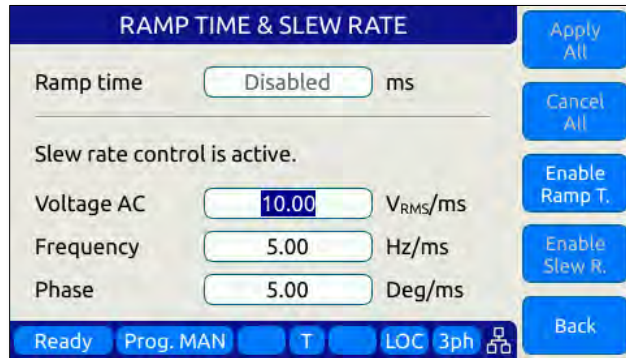 RAMP TIME & SLEW RATE
Ramp time Disabled ms
Slew rate control is active.
Voltage AC 10.00 VRMS/ms
Frequency 5.00 Hz/ms
Phase 5.00 Deg/ms
Ready Prog. MAN T LOC 3ph
Apply
All
Cancel
All
Enable
Ramp T.
Enable
Slew R.
Back